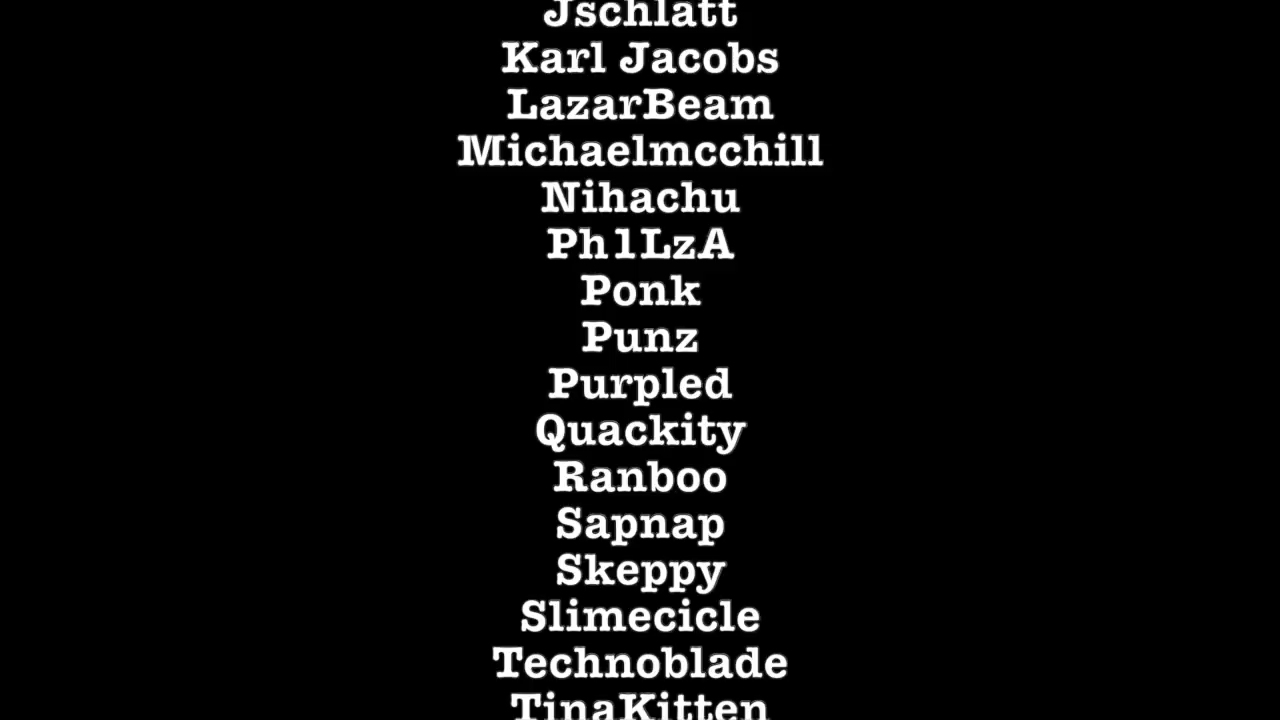 Jschlatt
Karl Jacobs
LazarBeam
Michaelmcchill
Nihachu
Ph1LzA
Ponk
Punz
Purpled
Quackity
Ranboo
Sapnap
Skeppy
Slimecicle
Technoblade
TinaKitten